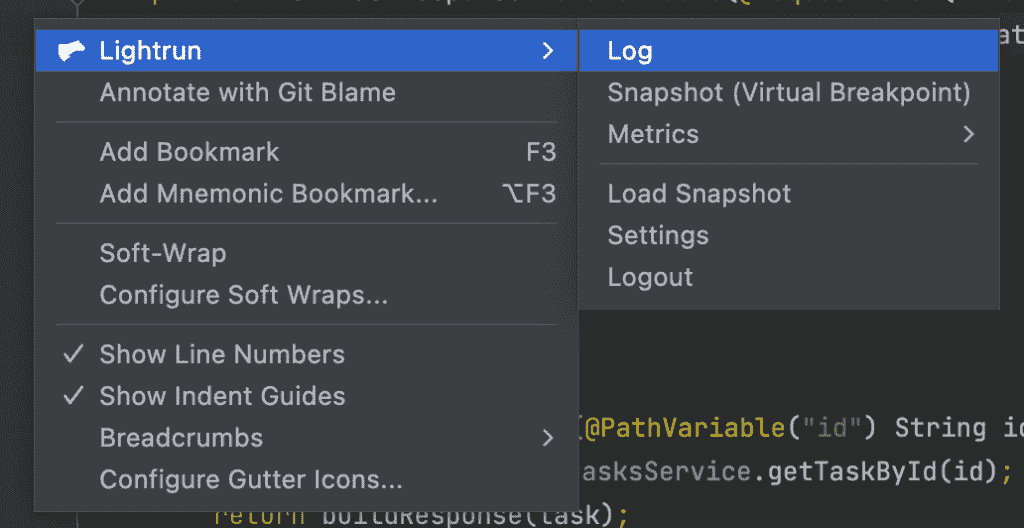 Lightrun
Annotate with Git Blame
Add Bookmark F3
Add Mnemonic Bookmark... ⌥F3
Soft-Wrap
Configure Soft Wraps...
Show Line Numbers
Show Indent Guides
Breadcrumbs
Configure Gutter Icons...
Log
Snapshot (Virtual Breakpoint)
Metrics
Load Snapshot
Settings
Logout
(@PathVariable("id") String id
asksService.getTaskById(id);
return buildResponse(task);